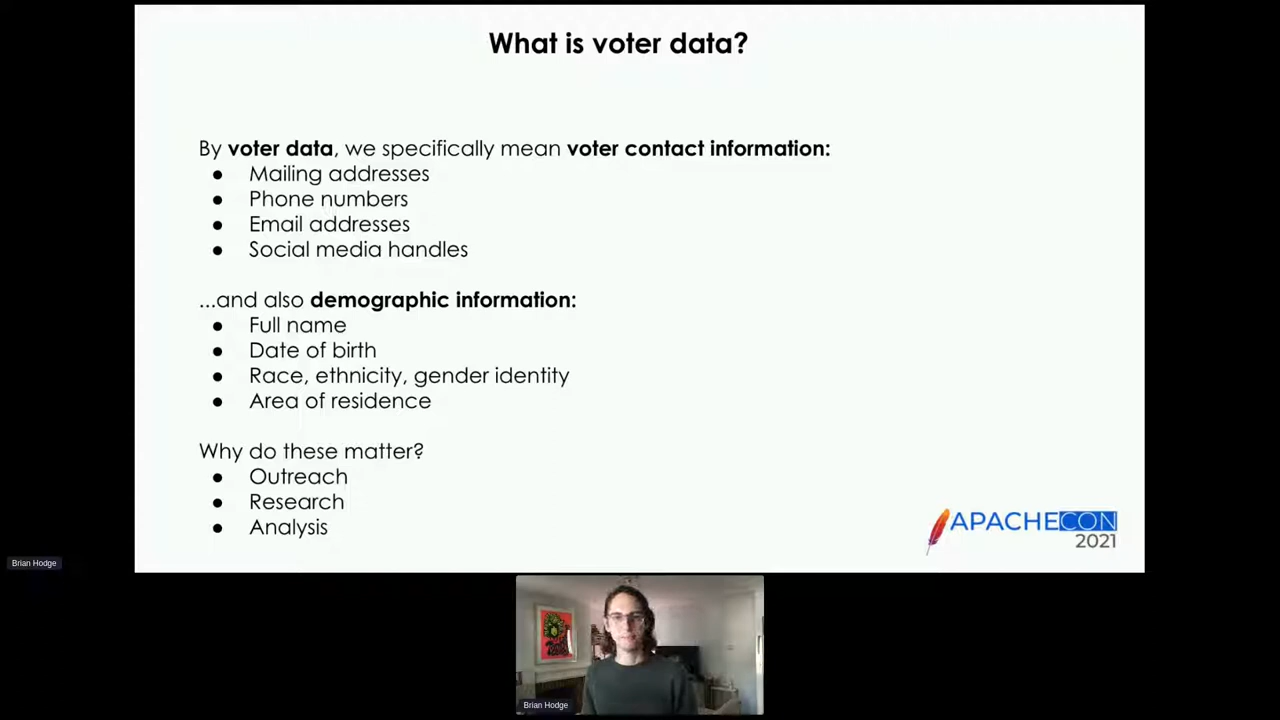 What is voter data?
By voter data, we specifically mean voter contact information:
● Mailing addresses
● Phone numbers
● Email addresses
● Social media handles
...and also demographic information:
● Full name
● Date of birth
● Race, ethnicity, gender identity
● Area of residence
Why do these matter?
● Outreach
● Research
● Analysis
APACHECON
2021
Brian Hodge
Brian Hodge